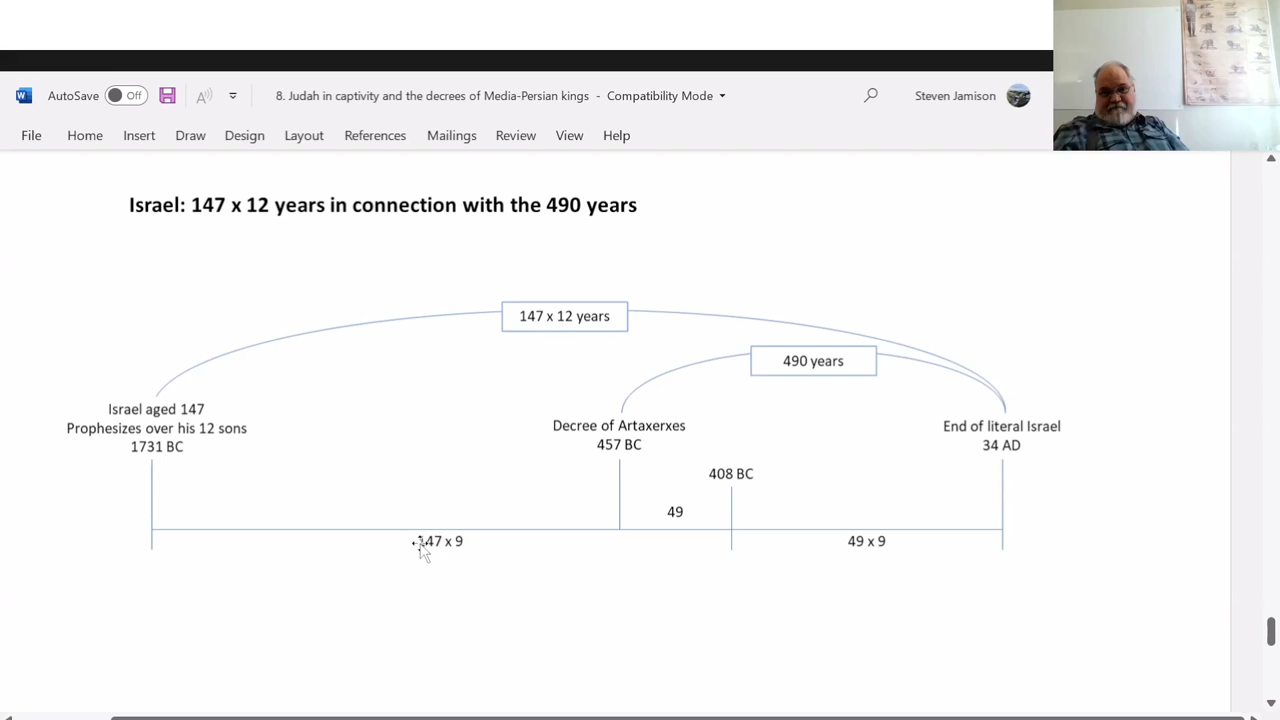 AutoSave Off 8. Judah in captivity and the decrees of Media-Persian kings - Compatibility Mode Steven Jamison
File Home Insert Draw Design Layout References Mailings Review View Help
Israel: 147 x 12 years in connection with the 490 years
147 x 12 years
490 years
Israel aged 147
Prophesizes over his 12 sons
1731 BC
Decree of Artaxerxes
457 BC
End of literal Israel
34 AD
408 BC
49
147 x 9
49 x 9